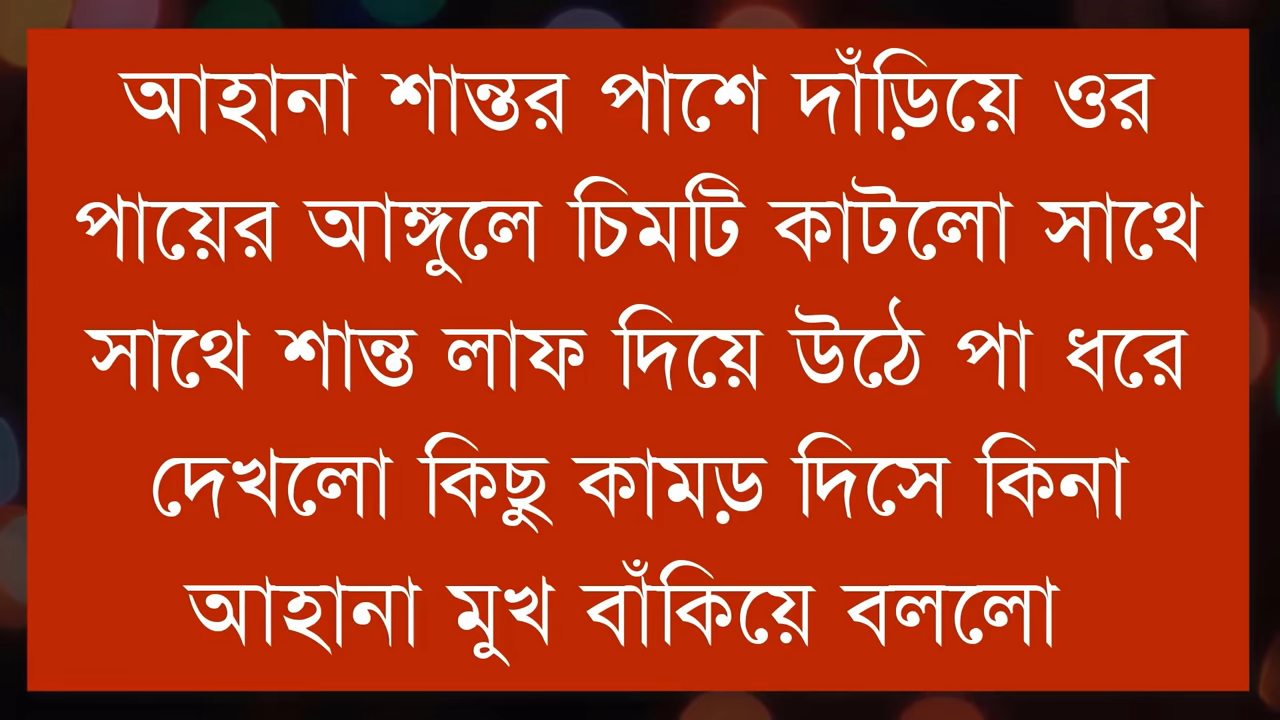 আহানা শান্তর পাশে দাঁড়িয়ে ওর
পায়ের আঙ্গুলে চিমটি কাটলো সাথে
সাথে শান্ত লাফ দিয়ে উঠে পা ধরে
দেখলো কিছু কামড় দিসে কিনা
আহানা মুখ বাঁকিয়ে বললো